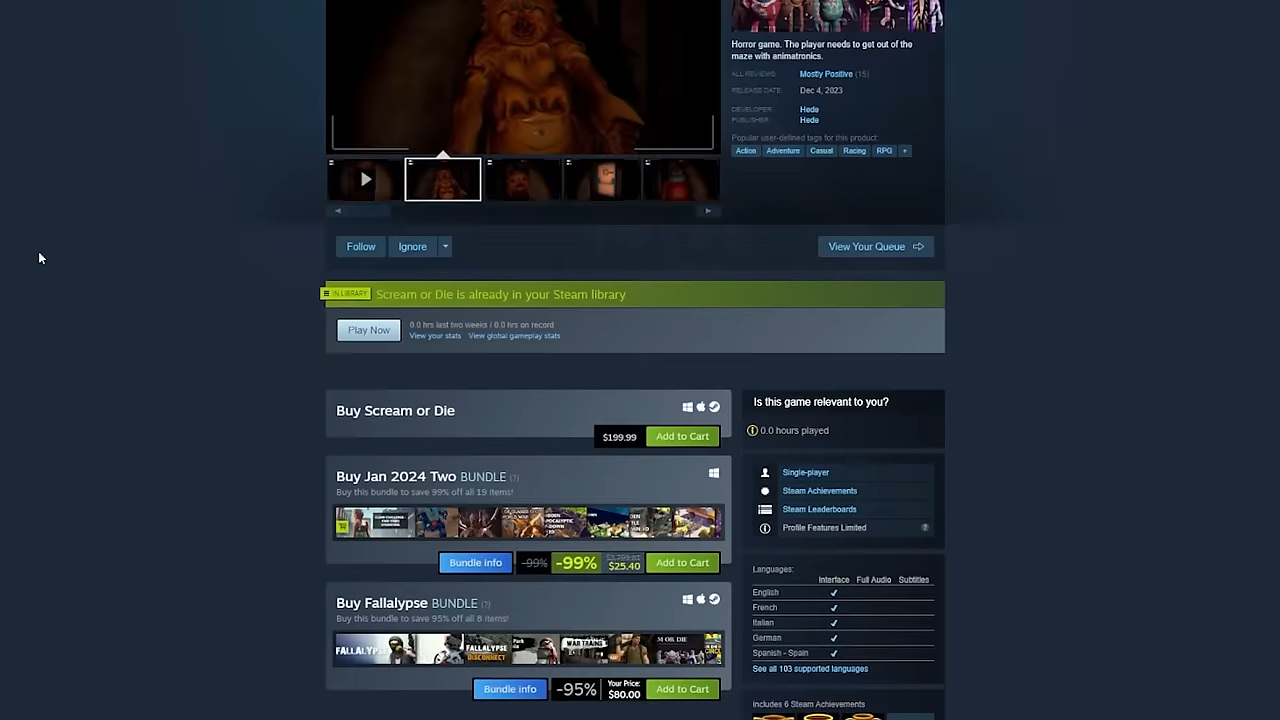 Horror game. The player needs to get out of the
maze with animatronics.
ALL REVIEWS: Mostly Positive (15)
RELEASE DATE: Dec 4, 2023
DEVELOPER: Hede
PUBLISHER: Hede
Popular user-defined tags for this product:
Action Adventure Casual Racing RPG +
Follow Ignore View Your Queue
IN LIBRARY Scream or Die is already in your Steam library
Play Now
0.0 hrs last two weeks / 0.0 hrs on record
View your stats View global gameplay stats
Buy Scream or Die
$199.99 Add to Cart
Buy Jan 2024 Two BUNDLE (?)
Buy this bundle to save 99% off all 19 items!
Bundle info -99% -99% $25.40 Add to Cart
Buy Fallalypse BUNDLE (?)
Buy this bundle to save 95% off all 8 items!
FALLALYPSE
FALLALYPSE
DISCONNECT
WAR TRAINS
M OR DIE
Bundle info -95% Your Price:
$80.00 Add to Cart
Is this game relevant to you?
0.0 hours played
Single-player
Steam Achievements
Steam Leaderboards
Profile Features Limited ?
Languages:
Interface Full Audio Subtitles
English ✓
French ✓
Italian ✓
German ✓
Spanish - Spain ✓
See all 103 supported languages
Includes 6 Steam Achievements